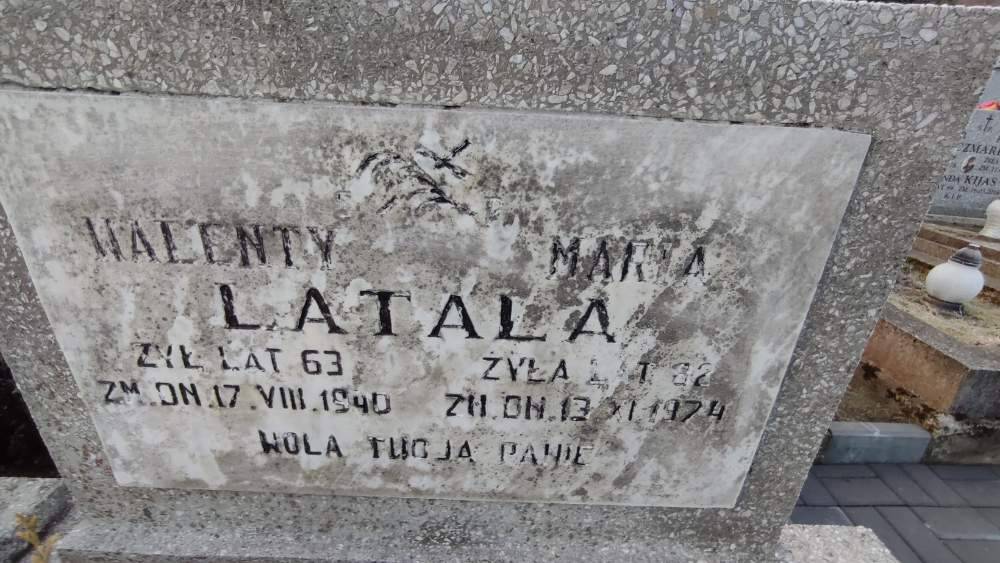 WALENTY MARIA
LATALA
ŻYŁ LAT 63 ŻYŁA LAT 82
ZM. DN. 17. VIII. 1940 ZM. DN. 13 XI. 1974
WOLA TWOJA PANIE
KIJAS